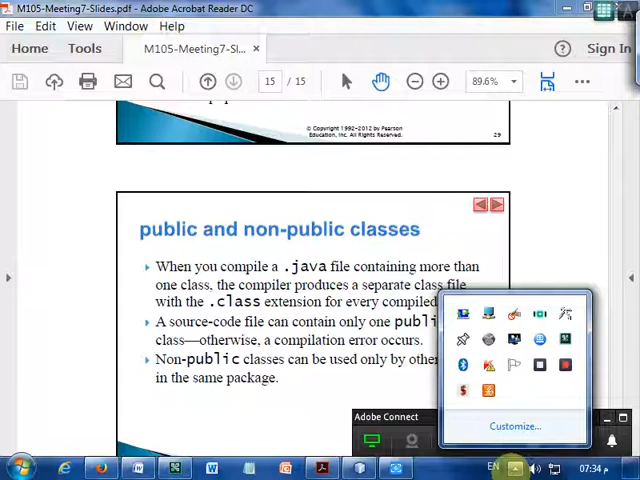 M105-Meeting7-Slides.pdf - Adobe Acrobat Reader DC
File Edit View Window Help
Home Tools M105-Meeting7-Sl... × Sign In
15 / 15 89.6%
© Copyright 1992-2012 by Pearson
Education, Inc. All Rights Reserved.
29
public and non-public classes
When you compile a .java file containing more than
one class, the compiler produces a separate class file
with the .class extension for every compiled
A source-code file can contain only one publi
class—otherwise, a compilation error occurs.
Non-public classes can be used only by other
in the same package.
Customize...
Adobe Connect
EN 07:34 م